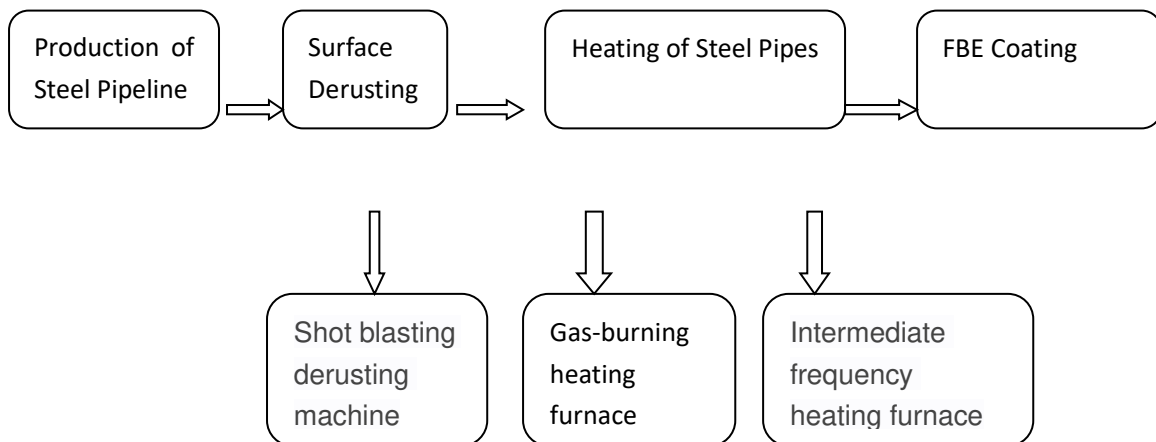 Production of
Steel Pipeline
Surface
Derusting
Heating of Steel Pipes
FBE Coating
Shot blasting
derusting
machine
Gas-burning
heating
furnace
Intermediate
frequency
heating furnace